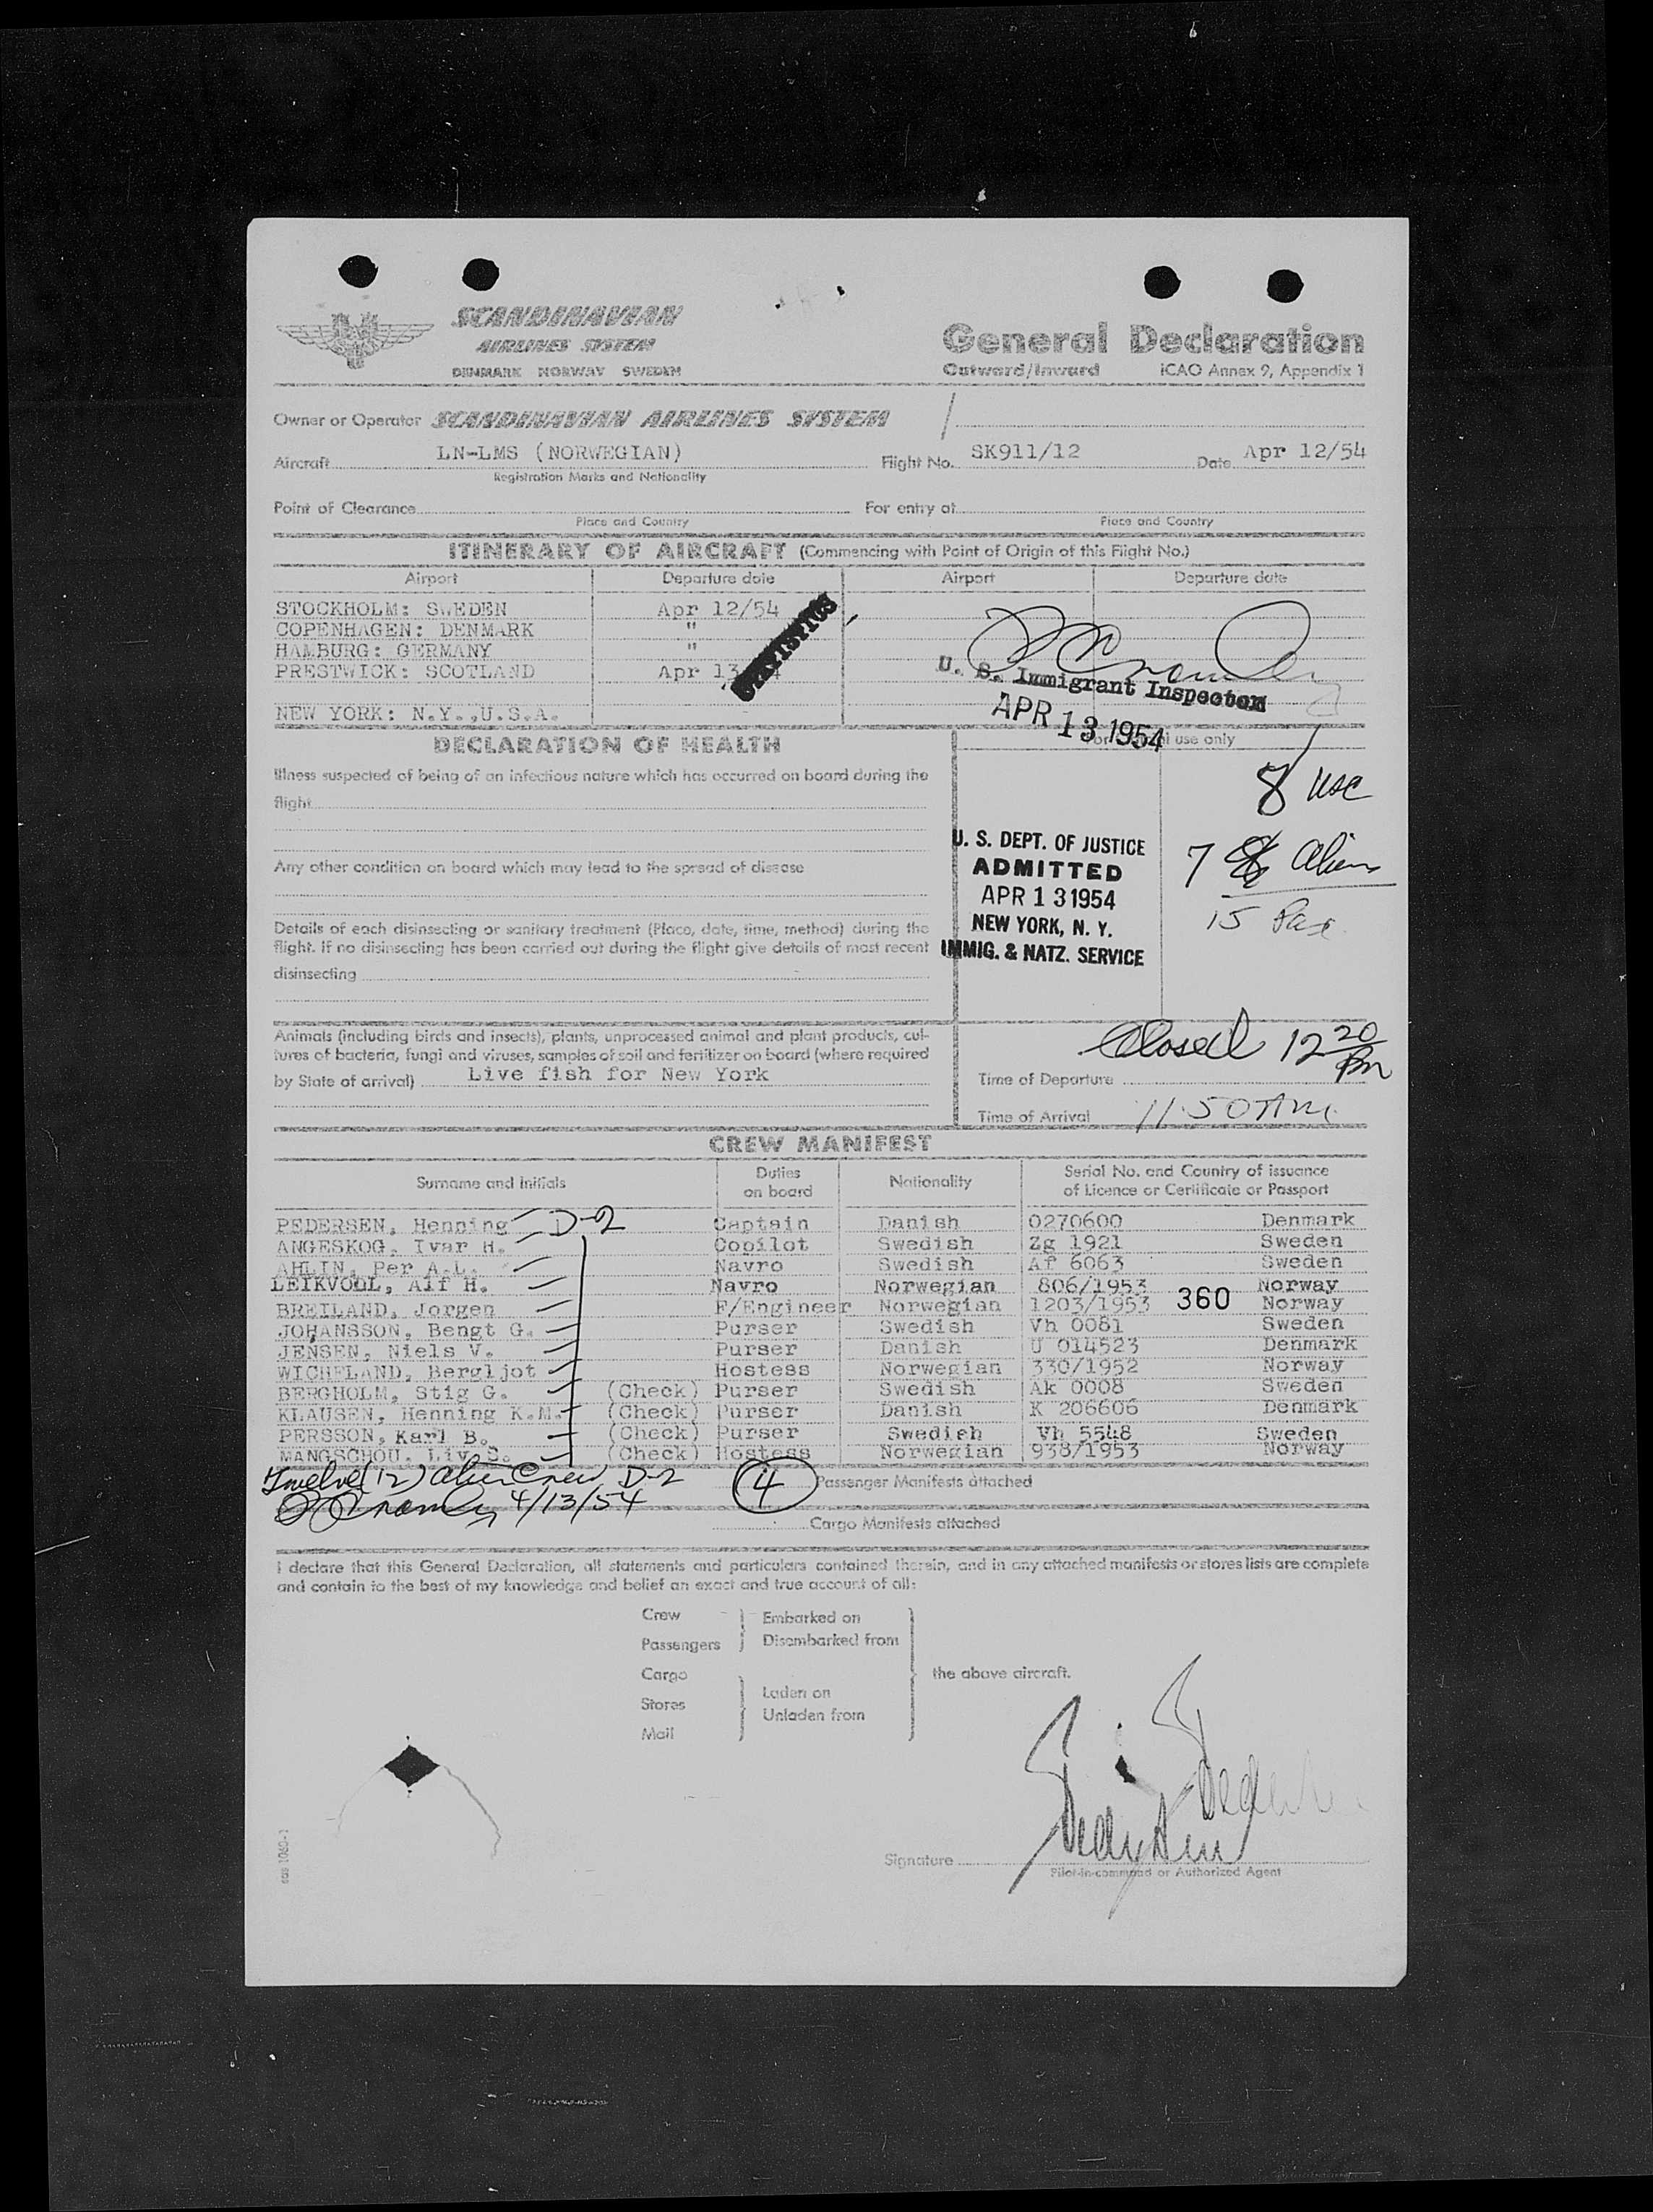 SCANDINAVIAN
AIRLINES SYSTEM
DENMARK NORWAY SWEDEN
General Declaration
Outward/Inward ICAO Annex 9, Appendix 1
Owner or Operator SCANDINAVIAN AIRLINES SYSTEM
Aircraft LN-LMS (NORWEGIAN) Flight No. SK911/12 Date Apr 12/54
Registration Marks and Nationality
Point of Clearance For entry at
Place and Country Place and Country
ITINERARY OF AIRCRAFT (Commencing with Point of Origin of this Flight No.)
Airport Departure date Airport Departure date
STOCKHOLM: SWEDEN Apr 12/54
COPENHAGEN: DENMARK "
HAMBURG: GERMANY "
PRESTWICK: SCOTLAND Apr 13
STATISTICS
NEW YORK: N.Y.,U.S.A.
U. S. Immigrant Inspector
APR 13 1954
DECLARATION OF HEALTH
use only
Illness suspected of being of an infectious nature which has occurred on board during the
flight
8 usc
7 aliens
15 Pax
Any other condition on board which may lead to the spread of disease
U. S. DEPT. OF JUSTICE
ADMITTED
APR 13 1954
NEW YORK, N. Y.
IMMIG. & NATZ. SERVICE
Details of each disinsecting or sanitary treatment (Place, date, time, method) during the
flight. If no disinsecting has been carried out during the flight give details of most recent
disinsecting
Animals (including birds and insects), plants, unprocessed animal and plant products, cul-
tures of bacteria, fungi and viruses, samples of soil and fertilizer on board (where required
by State of arrival) Live fish for New York
Closed 12 20 Pm
Time of Departure
Time of Arrival 11.50 AM.
CREW MANIFEST
Surname and initials Duties on board Nationality Serial No. and Country of issuance of Licence or Certificate or Passport
PEDERSEN, Henning D-2 Captain Danish 0270600 Denmark
ANGESKOG, Ivar H. Copilot Swedish Zg 1921 Sweden
AHLIN, Per A.L. Navro Swedish Af 6063 Sweden
LEIKVOLL, Alf H. Navro Norwegian 806/1953 Norway
BREILAND, Jorgen F/Engineer Norwegian 1203/1953 360 Norway
JOHANSSON, Bengt G. Purser Swedish Vh 0081 Sweden
JENSEN, Niels V. Purser Danish U 014523 Denmark
WICHELAND, Bergljot Hostess Norwegian 330/1952 Norway
BERGHOLM, Stig G. (Check) Purser Swedish Ak 0008 Sweden
KLAUSEN, Henning K.M. (Check) Purser Danish K 206606 Denmark
PERSSON, Karl B. (Check) Purser Swedish Vh 5548 Sweden
MANGSCHOU, Liv S. (Check) Hostess Norwegian 938/1953 Norway
Twelve (12) alien Crew D-2
4 Passenger Manifests attached
4/13/54
Cargo Manifests attached
I declare that this General Declaration, all statements and particulars contained therein, and in any attached manifests or stores lists are complete
and contain to the best of my knowledge and belief an exact and true account of all:
Crew Embarked on
Passengers Disembarked from
Cargo the above aircraft.
Laden on
Stores
Unladen from
Mail
sas 1060-1
Signature
Pilot-in-command or Authorized Agent